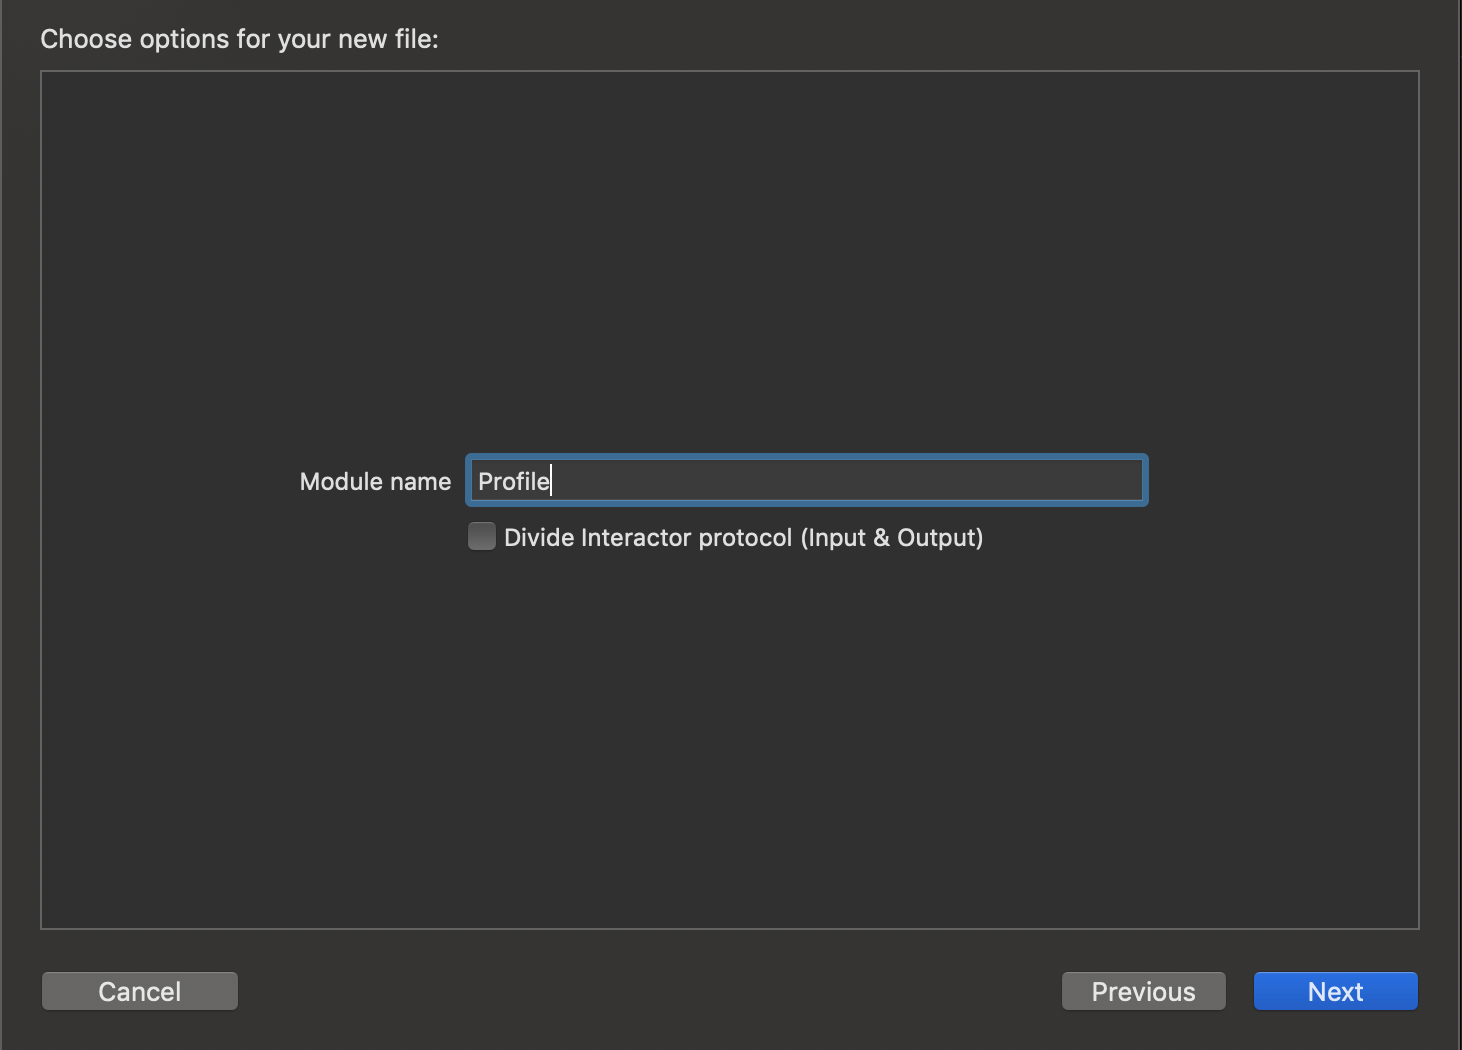 Choose options for your new file:
Module name Profile
Divide Interactor protocol (Input & Output)
Cancel Previous Next